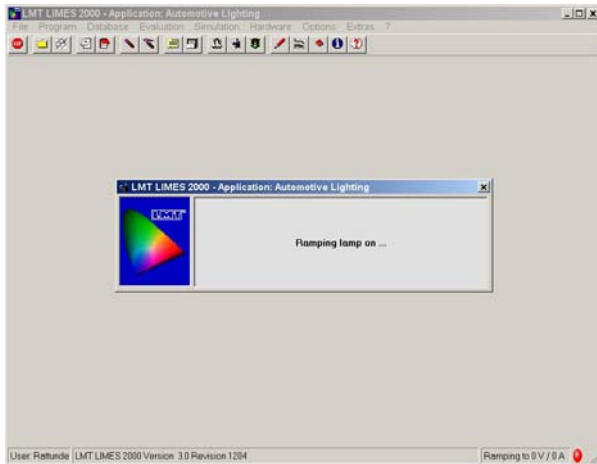 LMT LIMES 2000 - Application: Automotive Lighting
File Program Database Evaluation Simulation Hardware Options Extras ?
LMT LIMES 2000 - Application: Automotive Lighting
LMT
Ramping lamp on ...
User: Rattunde LMT LIMES 2000 Version 3.0 Revision 1204 Ramping to 0 V / 0 A